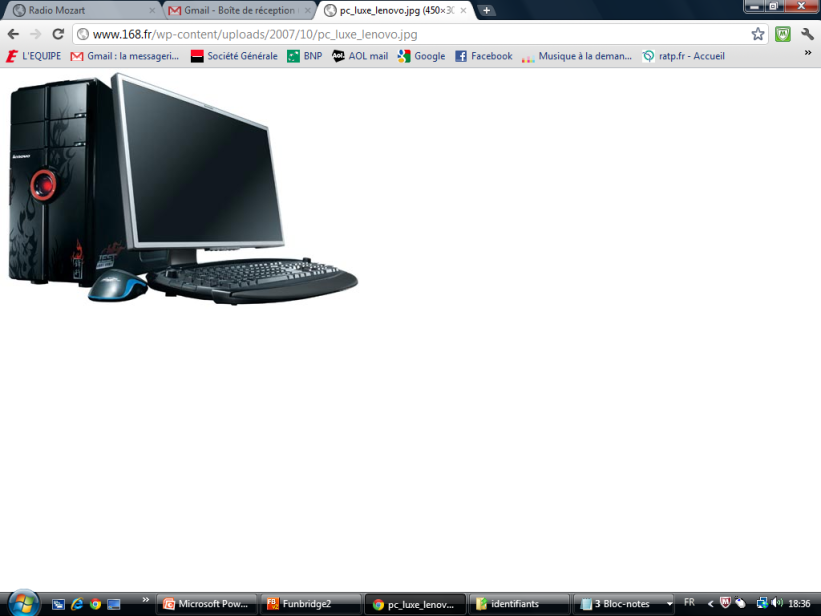 Radio Mozart
Gmail - Boîte de réception
pc_luxe_lenovo.jpg (450×30
www.168.fr/wp-content/uploads/2007/10/pc_luxe_lenovo.jpg
L'EQUIPE Gmail : la messageri... Société Générale BNP AOL mail Google Facebook Musique à la deman... ratp.fr - Accueil »
lenovo
» Microsoft Pow... Funbridge2 pc_luxe_lenov... identifiants 3 Bloc-notes FR 18:36